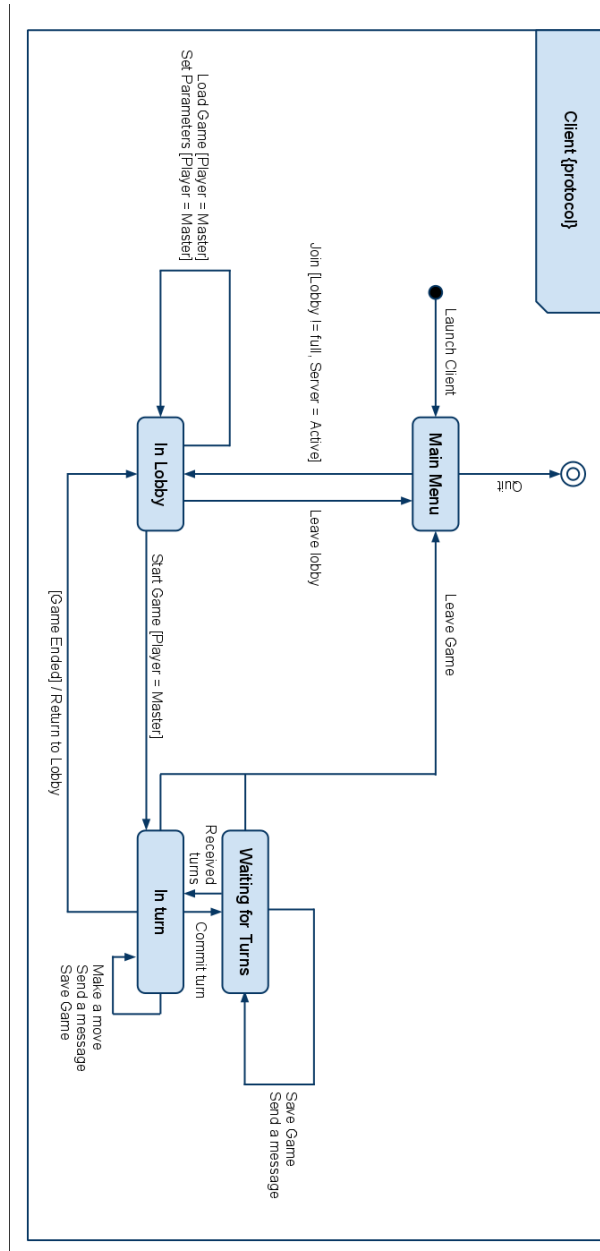 Client {protocol}
Quit
Launch Client
Main Menu
Leave Game
Join [Lobby != full, Server = Active]
Leave lobby
Load Game [Player = Master]
Set Parameters [Player = Master]
In Lobby
Start Game [Player = Master]
[Game Ended] / Return to Lobby
Waiting for Turns
Save Game
Send a message
Received
turns
Commit turn
In turn
Make a move
Send a message
Save Game